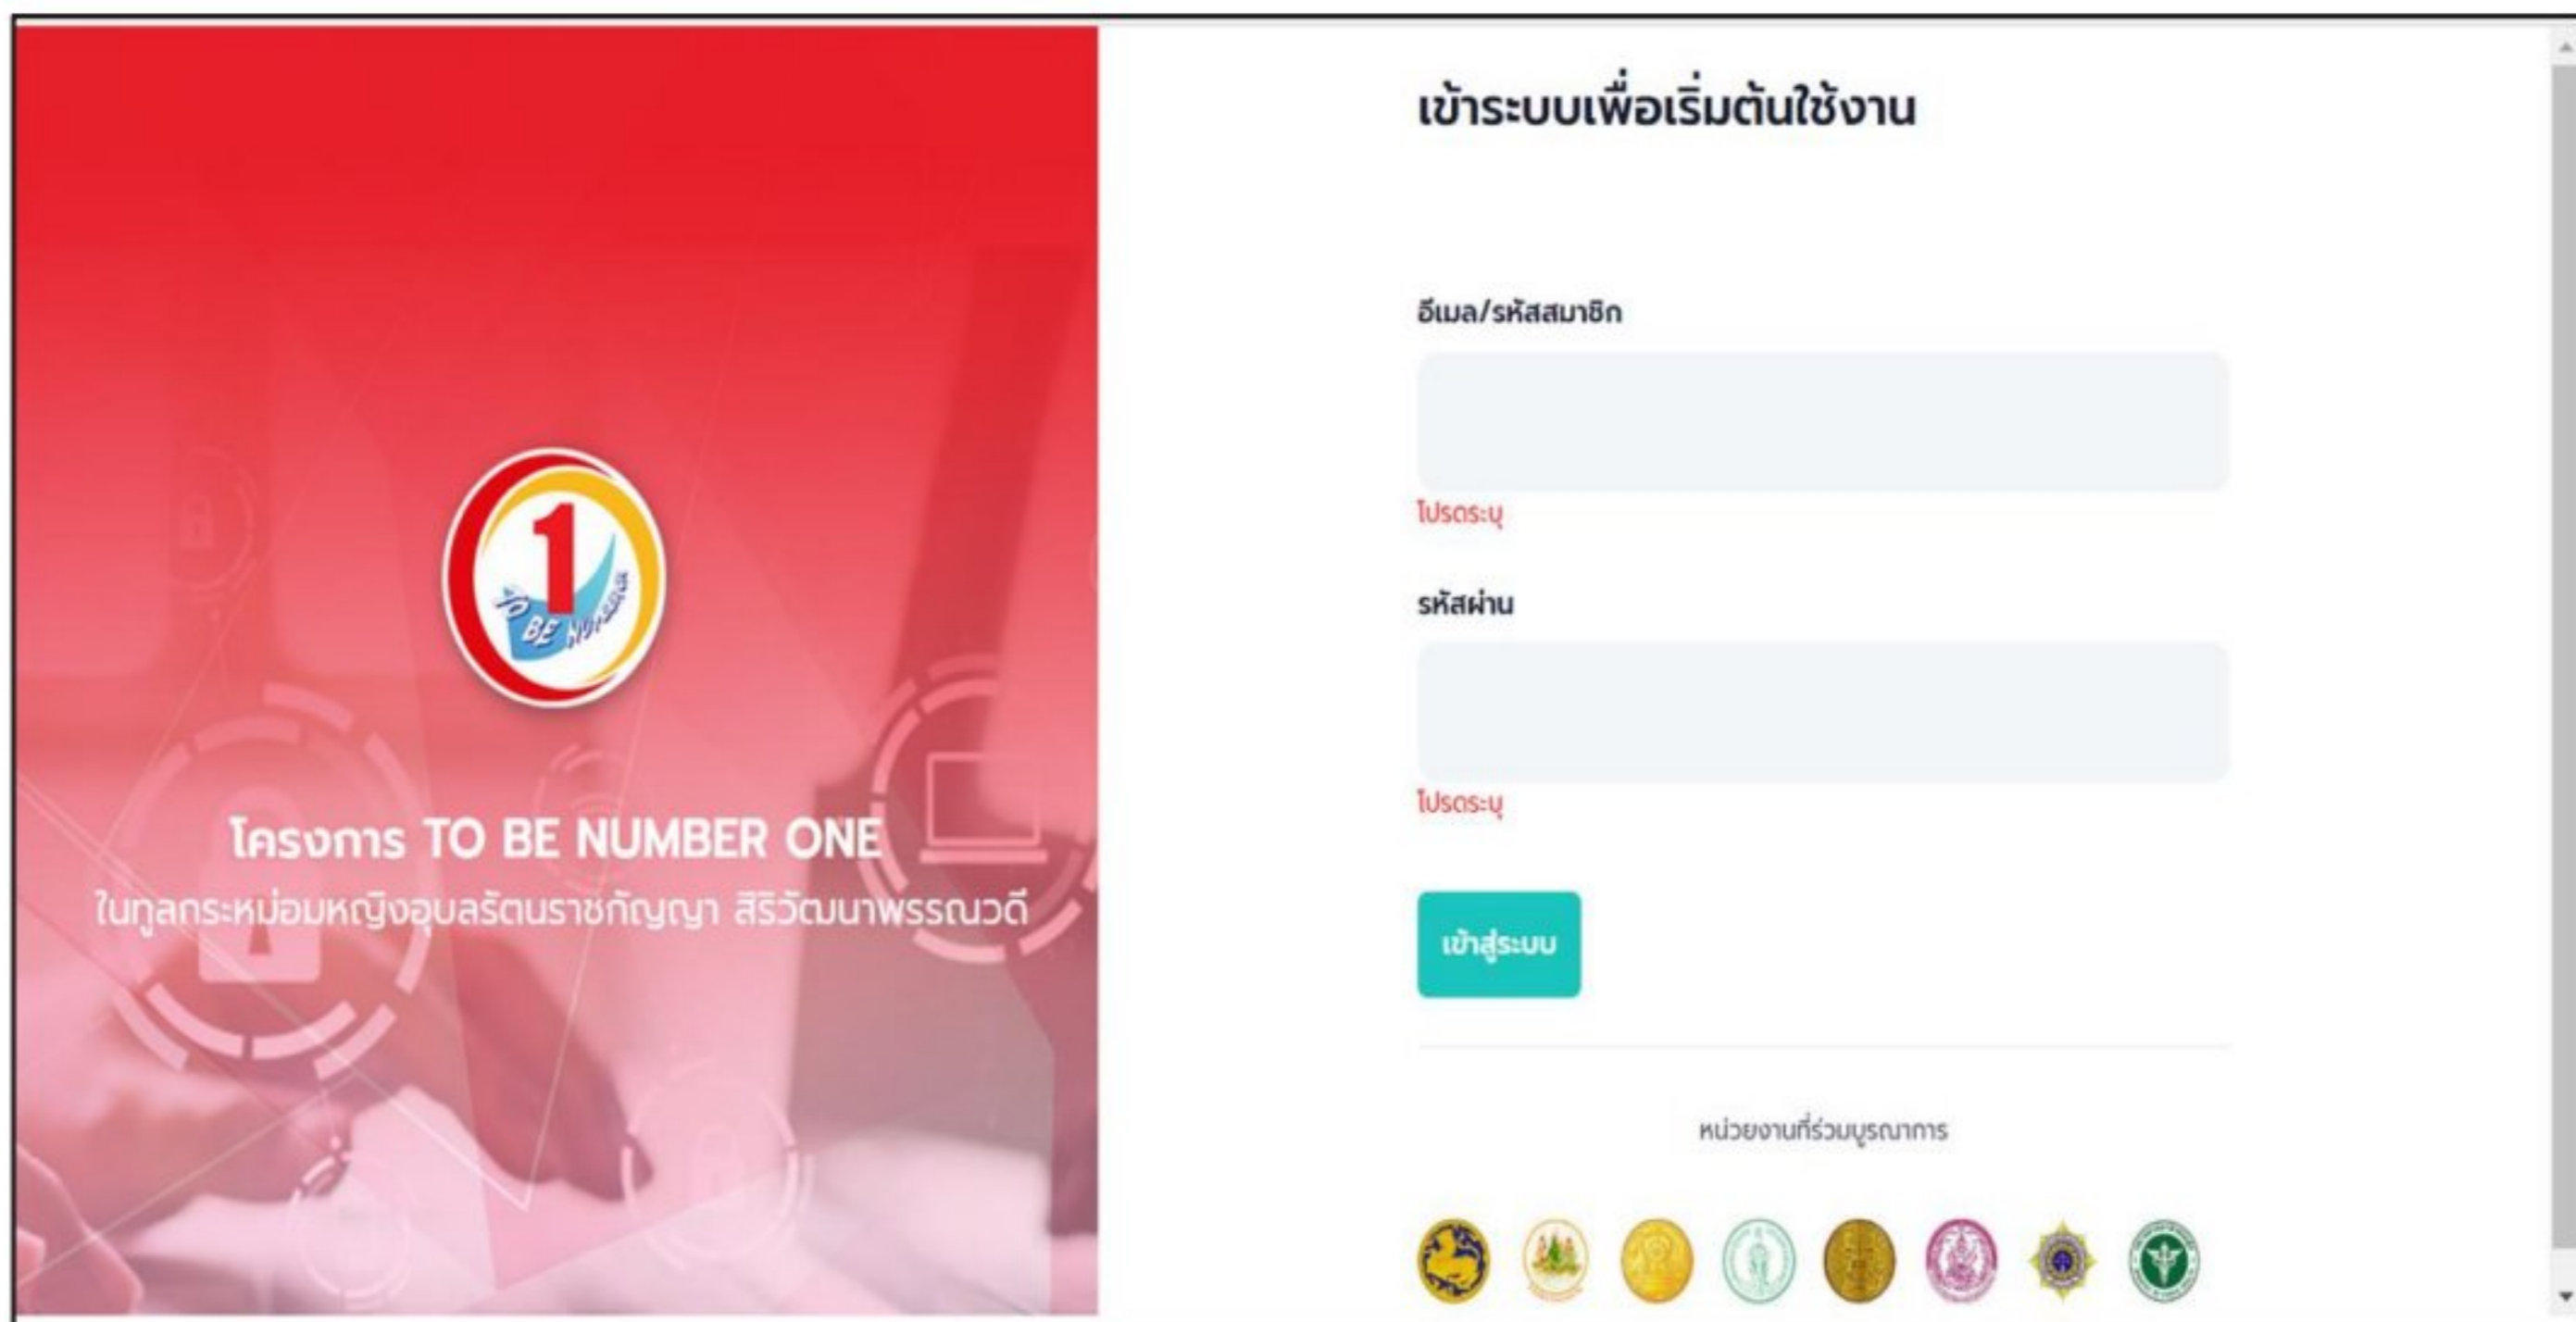 1
TO BE NUMBER ONE
โครงการ TO BE NUMBER ONE
ในทูลกระหม่อมหญิงอุบลรัตนราชกัญญา สิริวัฒนาพรรณวดี
เข้าระบบเพื่อเริ่มต้นใช้งาน
อีเมล/รหัสสมาชิก
โปรดระบุ
รหัสผ่าน
โปรดระบุ
เข้าสู่ระบบ
หน่วยงานที่ร่วมบูรณาการ